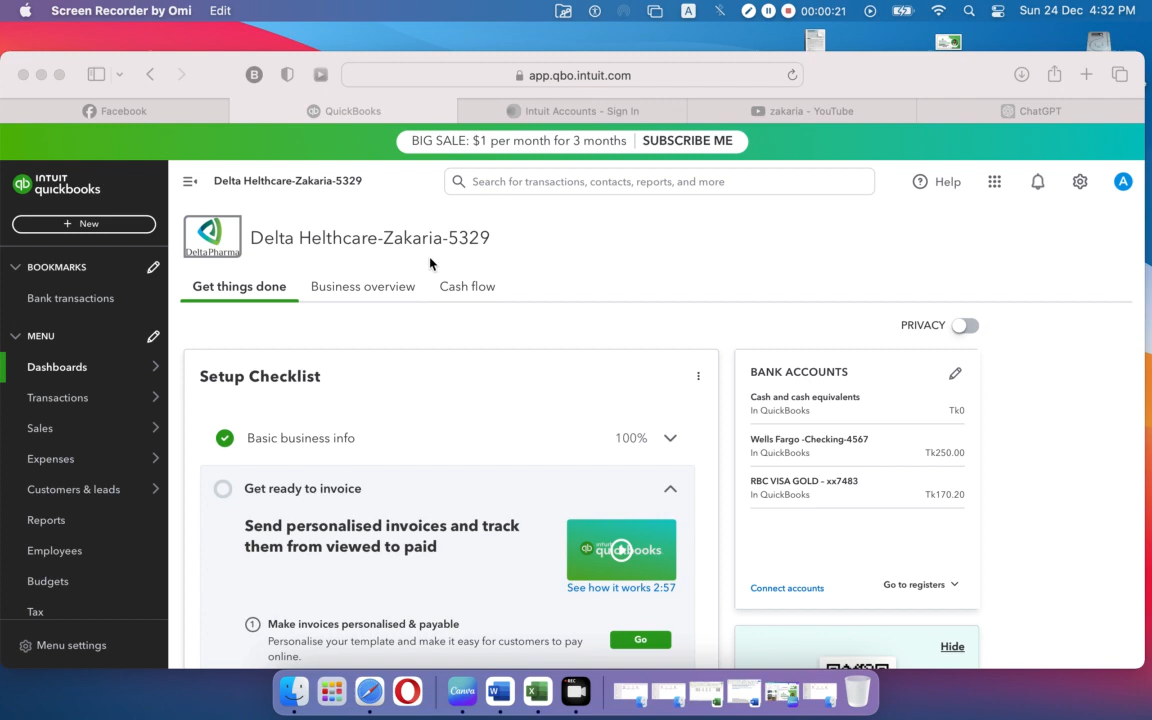 Screen Recorder by Omi Edit A 00:00:21 Sun 24 Dec 4:32 PM
B app.qbo.intuit.com
Facebook QuickBooks Intuit Accounts - Sign In zakaria - YouTube ChatGPT
BIG SALE: $1 per month for 3 months SUBSCRIBE ME
qb INTUIT quickbooks
Delta Helthcare-Zakaria-5329 Search for transactions, contacts, reports, and more Help A
+ New
DeltaPharma Delta Helthcare-Zakaria-5329
BOOKMARKS
Bank transactions
Get things done Business overview Cash flow
MENU
PRIVACY
Dashboards
Transactions
Sales
Expenses
Customers & leads
Reports
Employees
Budgets
Tax
Menu settings
Setup Checklist
Basic business info 100%
Get ready to invoice
Send personalised invoices and track
them from viewed to paid
qb intuit quickbooks
See how it works 2:57
1 Make invoices personalised & payable
Personalise your template and make it easy for customers to pay
online.
Go
BANK ACCOUNTS
Cash and cash equivalents
In QuickBooks Tk0
Wells Fargo -Checking-4567
In QuickBooks Tk250.00
RBC VISA GOLD - xx7483
In QuickBooks Tk170.20
Connect accounts Go to registers
Hide
Canva W X REC